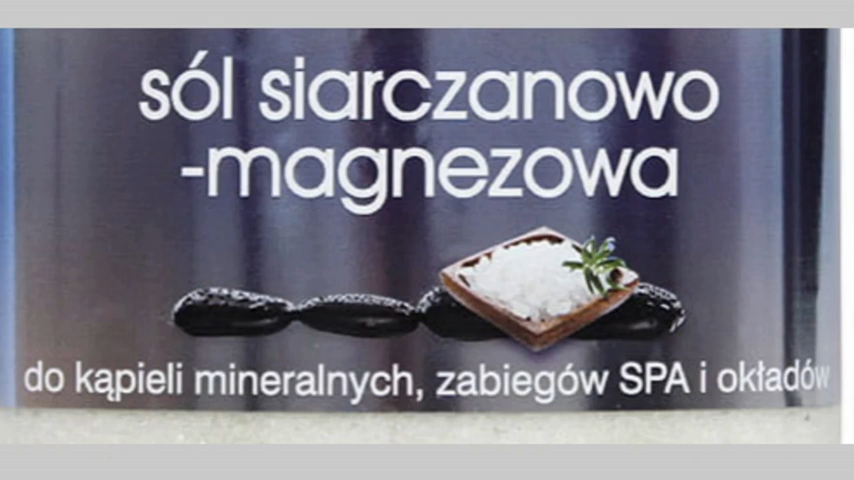 sól siarczanowo
-magnezowa
do kąpieli mineralnych, zabiegów SPA i okładów